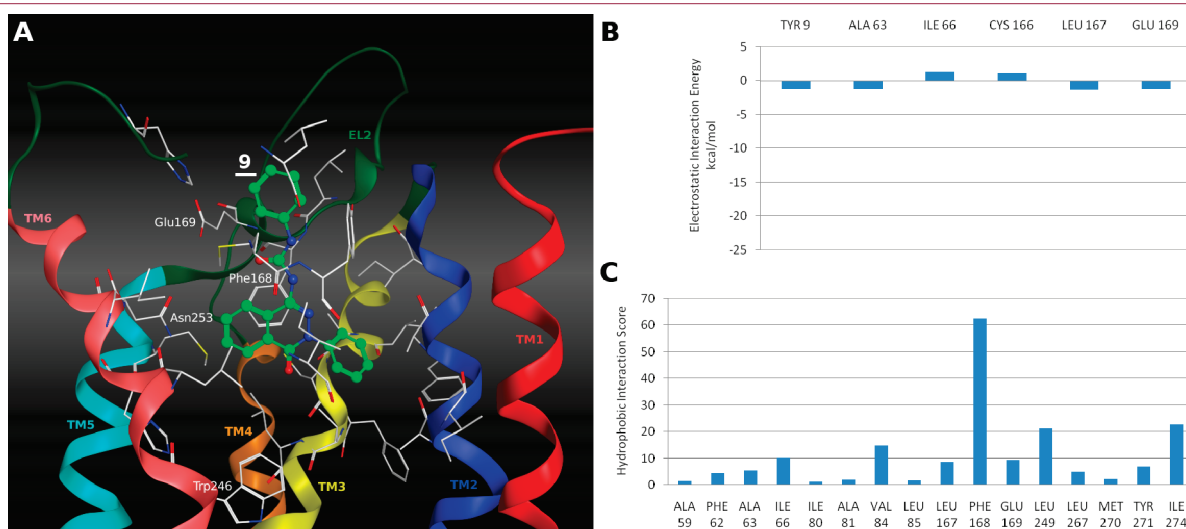 A
9
EL2
TM6
Glu169
Phe168
Asn253
TM1
TM5
TM4
TM3
TM2
Trp246
B
TYR 9 ALA 63 ILE 66 CYS 166 LEU 167 GLU 169
Electrostatic Interaction Energy
kcal/mol
5
0
-5
-10
-15
-20
-25
C
Hydrophobic Interaction Score
70
60
50
40
30
20
10
0
ALA PHE ALA ILE ILE ALA VAL LEU LEU PHE GLU LEU LEU MET TYR ILE
59 62 63 66 80 81 84 85 167 168 169 249 267 270 271 274